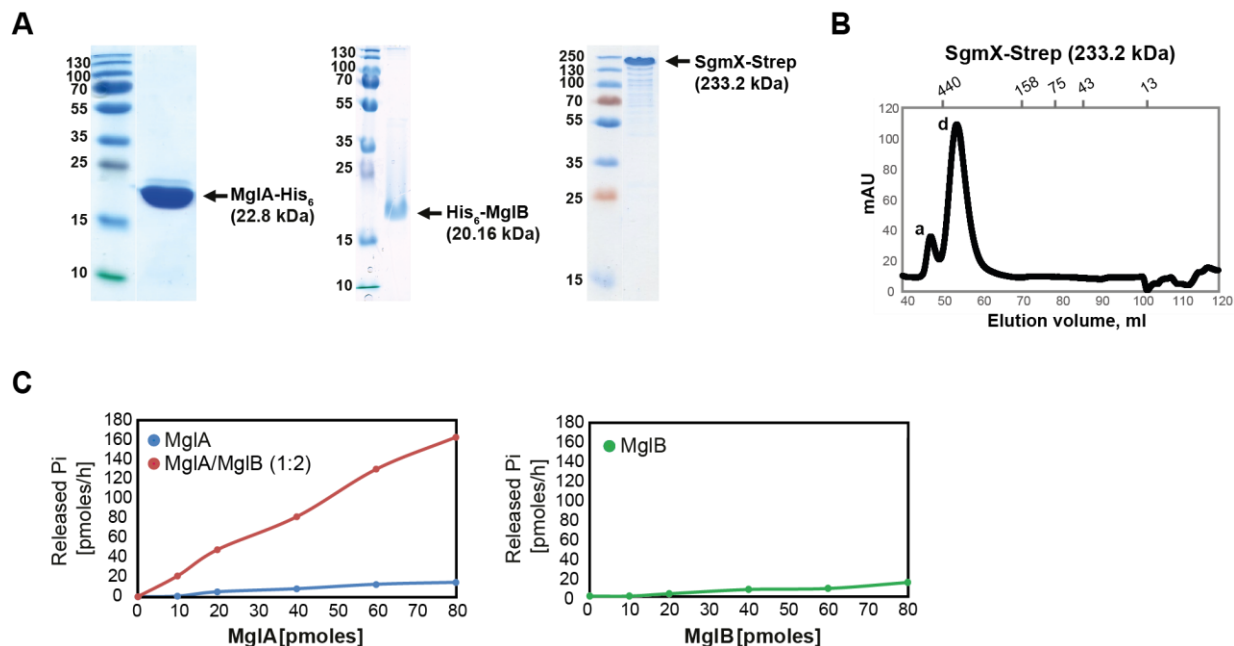 A
130
100
70
55
35
25
15
10
MglA-His6
(22.8 kDa)
130
100
70
55
35
25
15
10
His6-MglB
(20.16 kDa)
250
130
100
70
55
35
25
15
SgmX-Strep
(233.2 kDa)
B
SgmX-Strep (233.2 kDa)
440 158 75 43 13
mAU
120
100
80
60
40
20
0
a
d
40 50 60 70 80 90 100 110 120
Elution volume, ml
C
Released Pi
[pmoles/h]
180
160
140
120
100
80
60
40
20
0
MglA
MglA/MglB (1:2)
0 10 20 30 40 50 60 70 80
MglA[pmoles]
Released Pi
[pmoles/h]
180
160
140
120
100
80
60
40
20
0
MglB
0 10 20 30 40 50 60 70 80
MglB[pmoles]